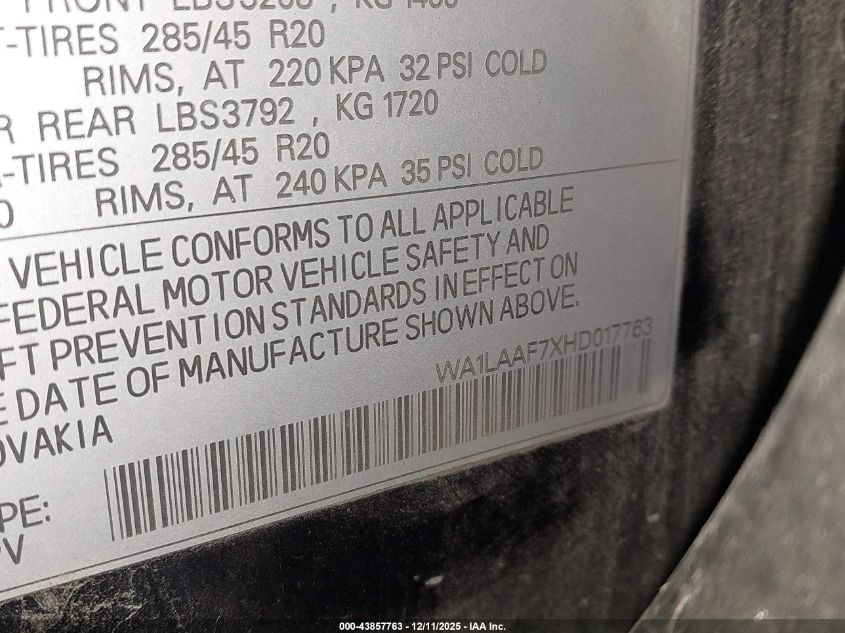 FRONT LBS
-TIRES 285/45 R20
RIMS, AT 220 KPA 32 PSI COLD
R REAR LBS3792 , KG 1720
-TIRES 285/45 R20
RIMS, AT 240 KPA 35 PSI COLD
VEHICLE CONFORMS TO ALL APPLICABLE
FEDERAL MOTOR VEHICLE SAFETY AND
FT PREVENTION STANDARDS IN EFFECT ON
E DATE OF MANUFACTURE SHOWN ABOVE.
WA1LAAF7XHD017763
OVAKIA
PE:
PV
000-43857763 - 12/11/2025 - IAA Inc.